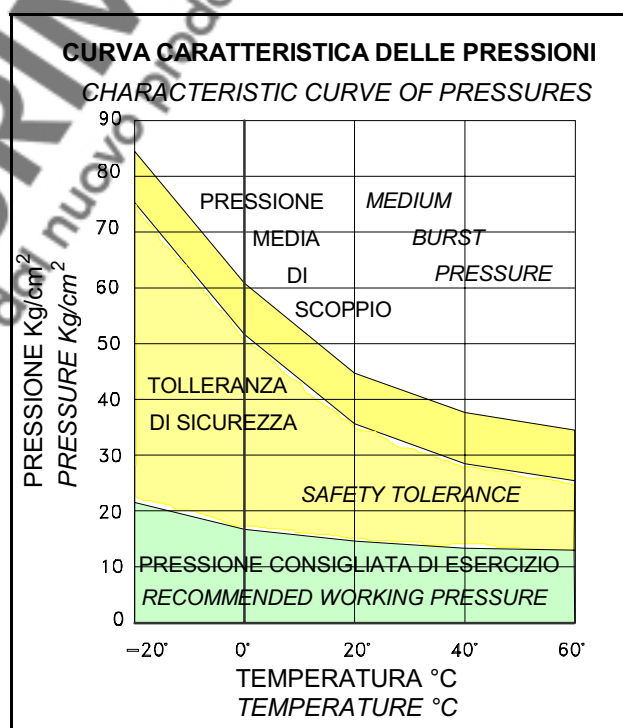 CURVA CARATTERISTICA DELLE PRESSIONI
CHARACTERISTIC CURVE OF PRESSURES
90
80
70
60
50
40
30
20
10
0
PRESSIONE Kg/cm²
PRESSURE Kg/cm²
PRESSIONE
MEDIA
DI
SCOPPIO
MEDIUM
BURST
PRESSURE
TOLLERANZA
DI SICUREZZA
SAFETY TOLERANCE
PRESSIONE CONSIGLIATA DI ESERCIZIO
RECOMMENDED WORKING PRESSURE
−20° 0° 20° 40° 60°
TEMPERATURA °C
TEMPERATURE °C
dal nuovo